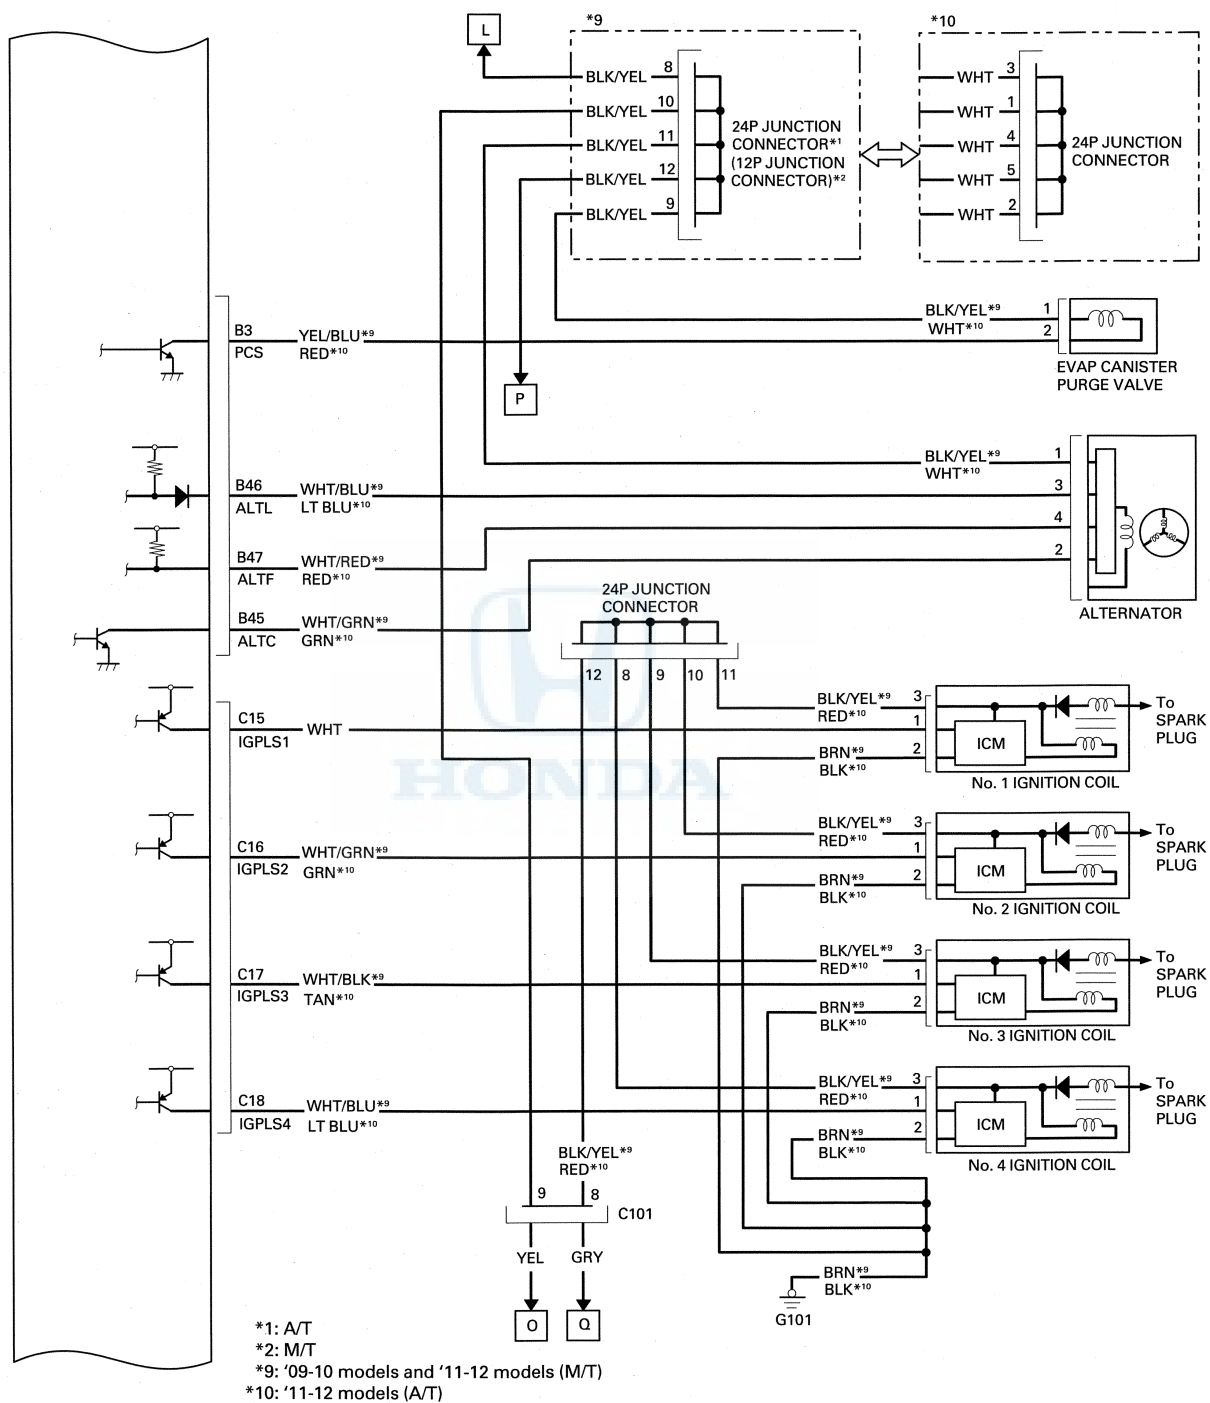 L
*9
*10
BLK/YEL 8
BLK/YEL 10
BLK/YEL 11
BLK/YEL 12
BLK/YEL 9
24P JUNCTION
CONNECTOR*1
(12P JUNCTION
CONNECTOR)*2
WHT 3
WHT 1
WHT 4
WHT 5
WHT 2
24P JUNCTION
CONNECTOR
B3
PCS
YEL/BLU*9
RED*10
P
BLK/YEL*9 1
WHT*10 2
EVAP CANISTER
PURGE VALVE
B46
ALTL
WHT/BLU*9
LT BLU*10
B47
ALTF
WHT/RED*9
RED*10
B45
ALTC
WHT/GRN*9
GRN*10
BLK/YEL*9 1
WHT*10
3
4
2
ALTERNATOR
24P JUNCTION
CONNECTOR
12 8 9 10 11
HONDA
C15
IGPLS1
WHT
BLK/YEL*9 3
RED*10 1
BRN*9 2
BLK*10
ICM
No. 1 IGNITION COIL
To
SPARK
PLUG
C16
IGPLS2
WHT/GRN*9
GRN*10
BLK/YEL*9 3
RED*10 1
BRN*9 2
BLK*10
ICM
No. 2 IGNITION COIL
To
SPARK
PLUG
C17
IGPLS3
WHT/BLK*9
TAN*10
BLK/YEL*9 3
RED*10 1
BRN*9 2
BLK*10
ICM
No. 3 IGNITION COIL
To
SPARK
PLUG
C18
IGPLS4
WHT/BLU*9
LT BLU*10
BLK/YEL*9 3
RED*10 1
BRN*9 2
BLK*10
ICM
No. 4 IGNITION COIL
To
SPARK
PLUG
BLK/YEL*9
RED*10
9 8
C101
YEL GRY
O Q
BRN*9
BLK*10
G101
*1: A/T
*2: M/T
*9: ‘09-10 models and ‘11-12 models (M/T)
*10: ‘11-12 models (A/T)